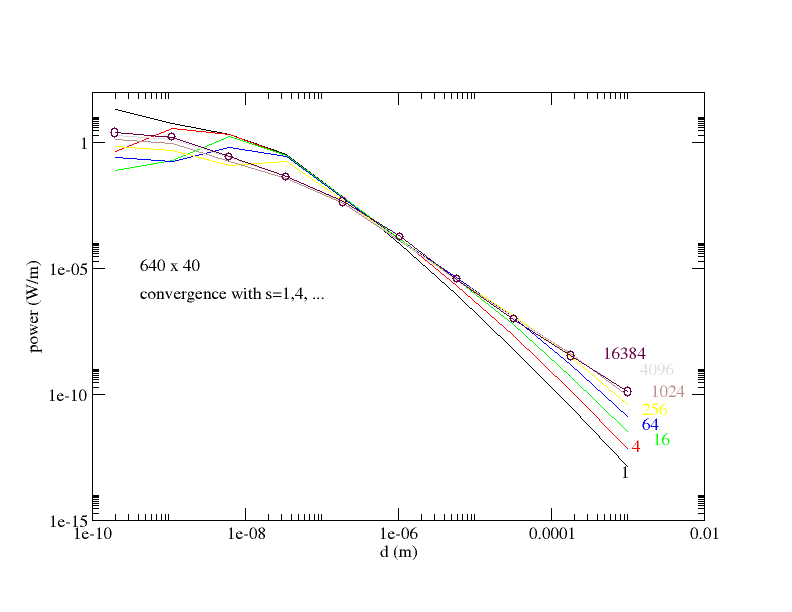 1
1e-05
1e-10
1e-15
power (W/m)
640 x 40
convergence with s=1,4, ...
16384
4096
1024
256
64
16
4
1
1e-10 1e-08 1e-06 0.0001 0.01
d (m)